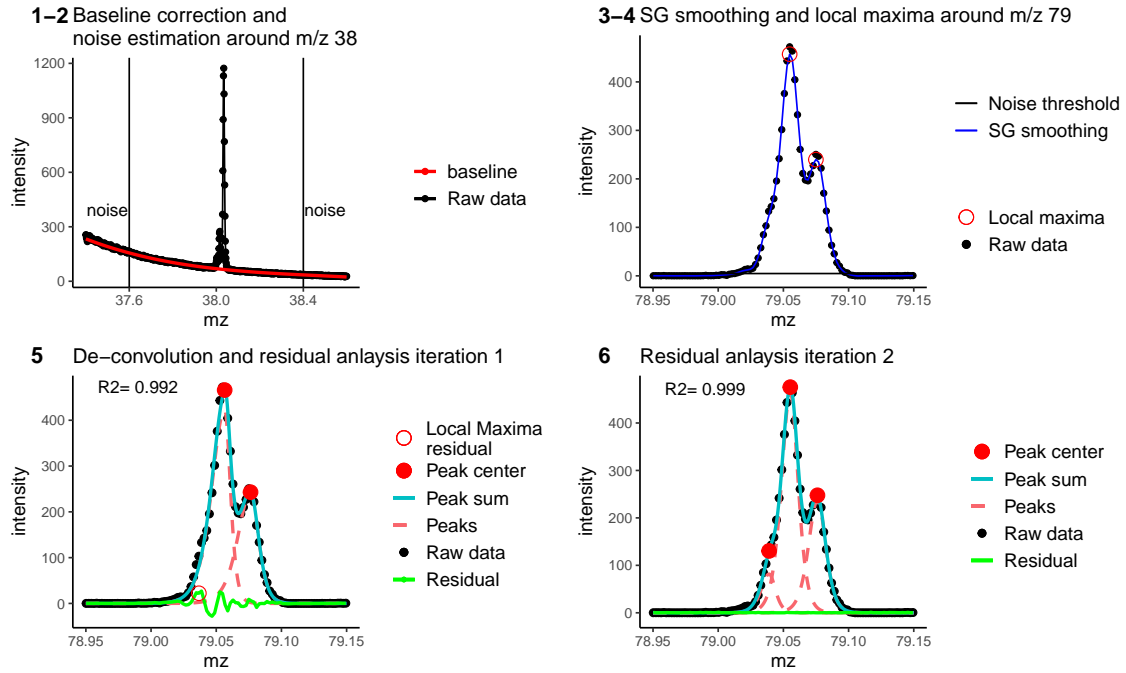 1–2 Baseline correction and
noise estimation around m/z 38
1200
900
600
300
0
intensity
noise
noise
37.6
38.0
38.4
mz
baseline
Raw data
3–4 SG smoothing and local maxima around m/z 79
400
300
200
100
0
intensity
78.95
79.00
79.05
79.10
79.15
mz
Noise threshold
SG smoothing
Local maxima
Raw data
5 De–convolution and residual anlaysis iteration 1
R2= 0.992
400
300
200
100
0
intensity
78.95
79.00
79.05
79.10
79.15
mz
Local Maxima
residual
Peak center
Peak sum
Peaks
Raw data
Residual
6 Residual anlaysis iteration 2
R2= 0.999
400
300
200
100
0
intensity
78.95
79.00
79.05
79.10
79.15
mz
Peak center
Peak sum
Peaks
Raw data
Residual